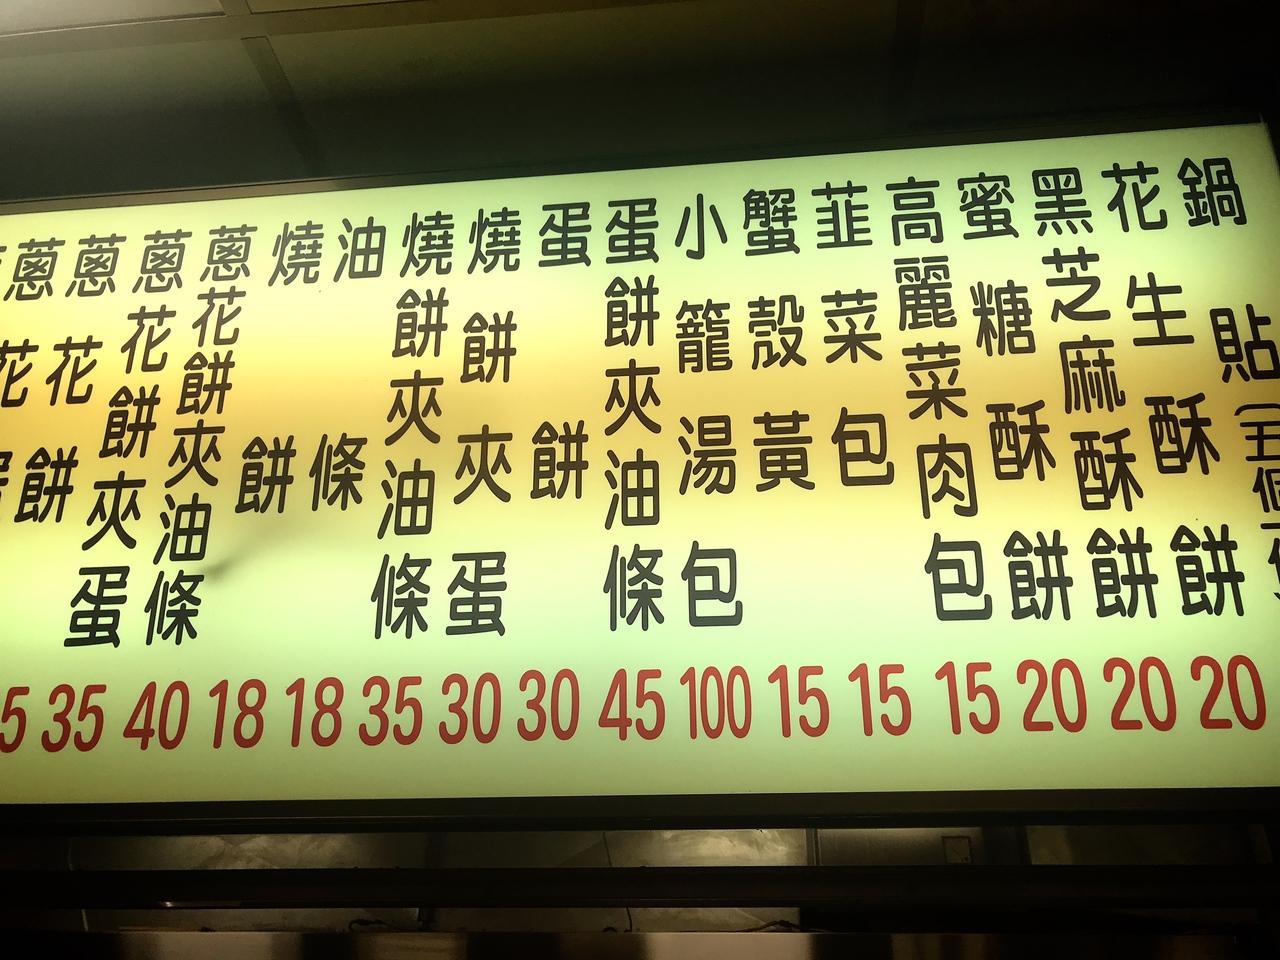 鍋貼
花生酥餅
20
黑芝麻酥餅
20
蜜糖酥餅
20
高麗菜肉包
15
韮菜包
15
蟹殼黃
15
小籠湯包
100
蛋餅夾油條
45
蛋餅
30
燒餅夾蛋
30
燒餅夾油條
35
油條
18
燒餅
18
蔥花餅夾油條
40
蔥花餅夾蛋
35
蔥花餅
蔥花